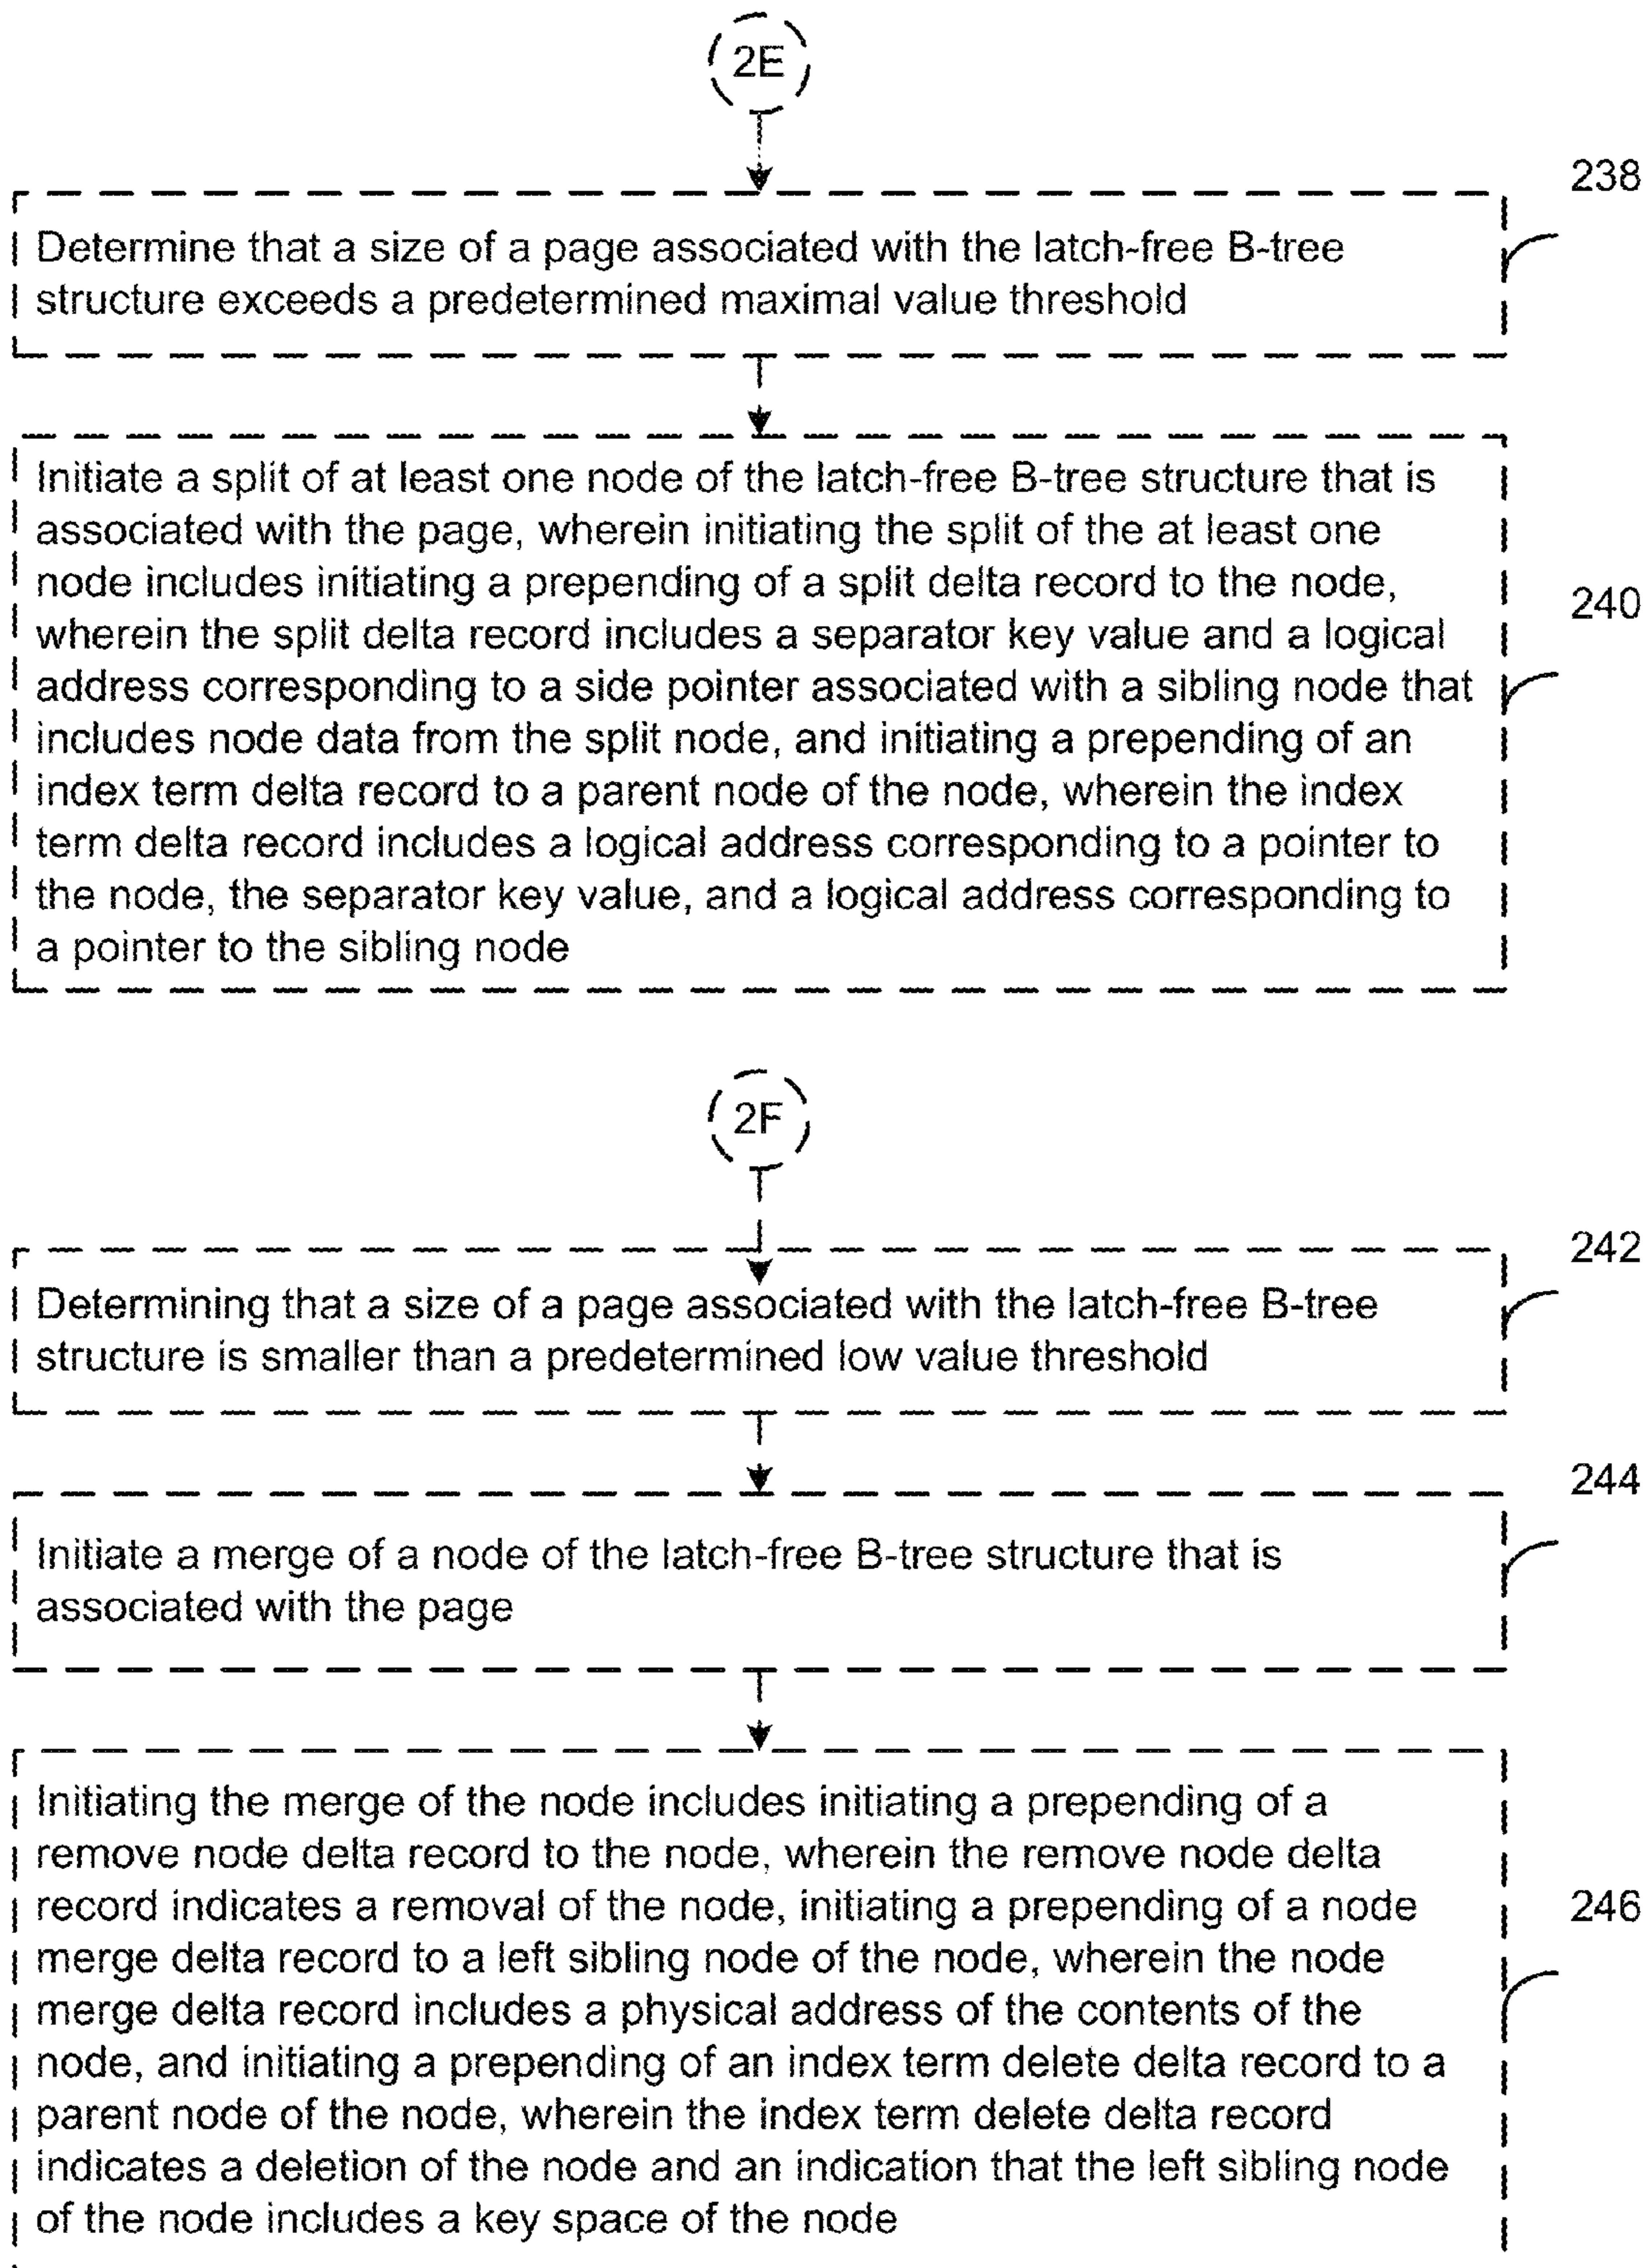 2E
238
Determine that a size of a page associated with the latch-free B-tree
structure exceeds a predetermined maximal value threshold
Initiate a split of at least one node of the latch-free B-tree structure that is
associated with the page, wherein initiating the split of the at least one
node includes initiating a prepending of a split delta record to the node,
240
wherein the split delta record includes a separator key value and a logical
address corresponding to a side pointer associated with a sibling node that
includes node data from the split node, and initiating a prepending of an
index term delta record to a parent node of the node, wherein the index
term delta record includes a logical address corresponding to a pointer to
the node, the separator key value, and a logical address corresponding to
a pointer to the sibling node
2F
242
Determining that a size of a page associated with the latch-free B-tree
structure is smaller than a predetermined low value threshold
244
Initiate a merge of a node of the latch-free B-tree structure that is
associated with the page
Initiating the merge of the node includes initiating a prepending of a
remove node delta record to the node, wherein the remove node delta
record indicates a removal of the node, initiating a prepending of a node
246
merge delta record to a left sibling node of the node, wherein the node
merge delta record includes a physical address of the contents of the
node, and initiating a prepending of an index term delete delta record to a
parent node of the node, wherein the index term delete delta record
indicates a deletion of the node and an indication that the left sibling node
of the node includes a key space of the node